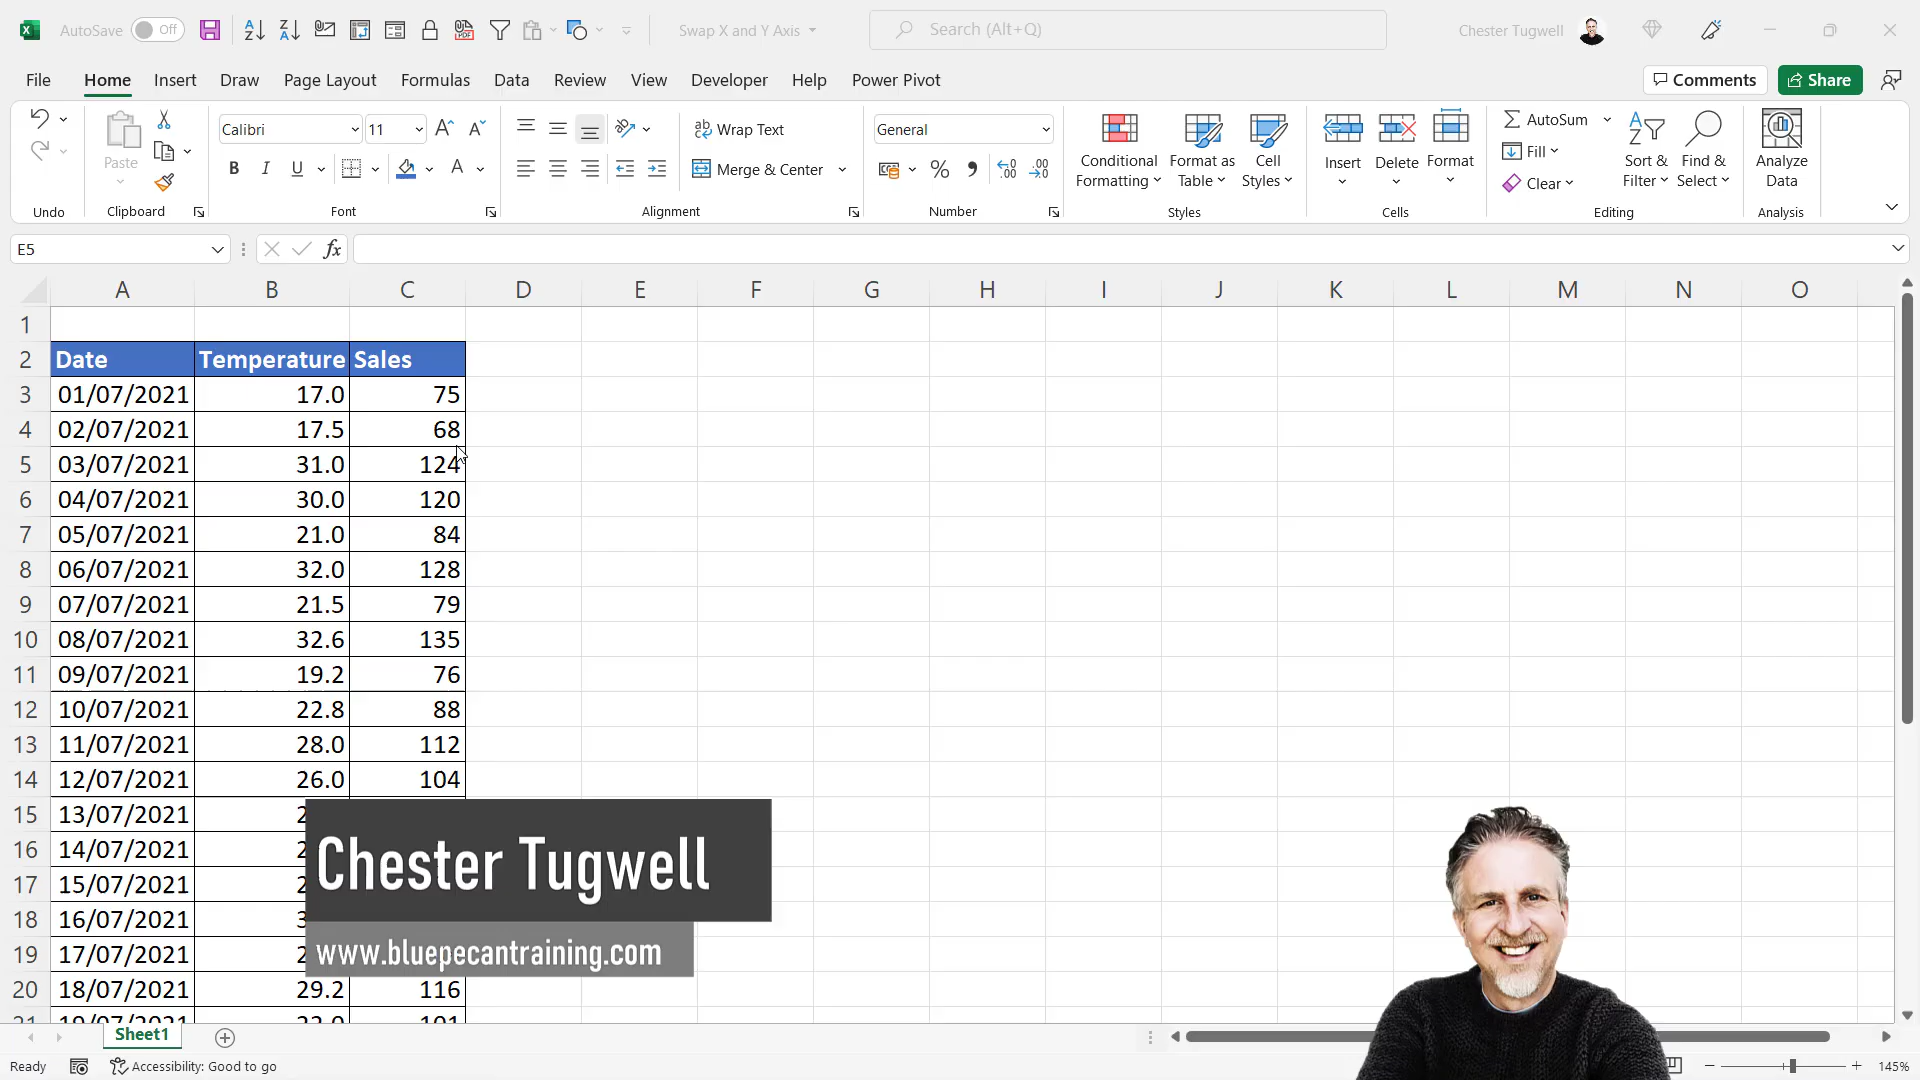 AutoSave Off Swap X and Y Axis Search (Alt+Q) Chester Tugwell
File Home Insert Draw Page Layout Formulas Data Review View Developer Help Power Pivot Comments Share
Calibri 11 Wrap Text General AutoSum
Paste B I U Merge & Center % Conditional Formatting Format as Table Cell Styles Insert Delete Format Fill Sort & Filter Find & Select Analyze Data
Clear
Undo Clipboard Font Alignment Number Styles Cells Editing Analysis
E5 fx
A B C D E F G H I J K L M N O
1
2 Date Temperature Sales
3 01/07/2021 17.0 75
4 02/07/2021 17.5 68
5 03/07/2021 31.0 124
6 04/07/2021 30.0 120
7 05/07/2021 21.0 84
8 06/07/2021 32.0 128
9 07/07/2021 21.5 79
10 08/07/2021 32.6 135
11 09/07/2021 19.2 76
12 10/07/2021 22.8 88
13 11/07/2021 28.0 112
14 12/07/2021 26.0 104
15 13/07/2021
16 14/07/2021
17 15/07/2021
18 16/07/2021
19 17/07/2021
Chester Tugwell
www.bluepecantraining.com
20 18/07/2021 29.2 116
Sheet1
Ready Accessibility: Good to go 145%